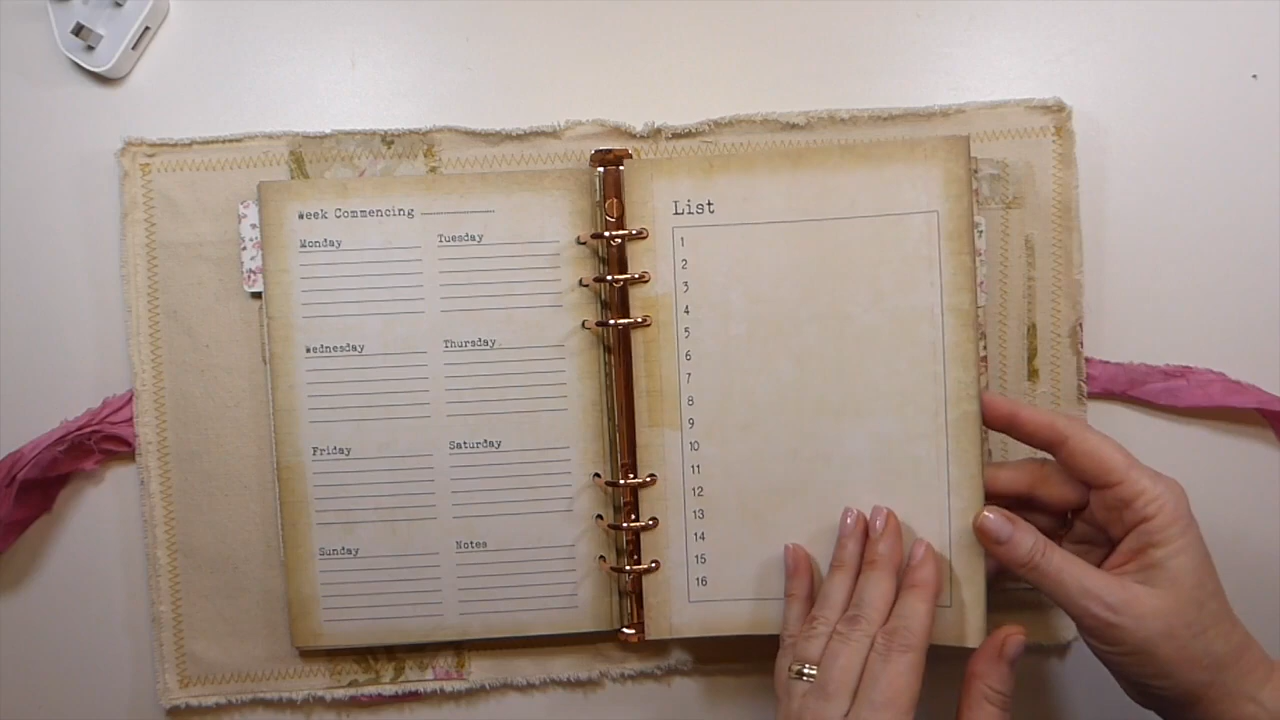 Week Commencing ....................
Monday
Tuesday
Wednesday
Thursday
Friday
Saturday
Sunday
Notes
List
1
2
3
4
5
6
7
8
9
10
11
12
13
14
15
16